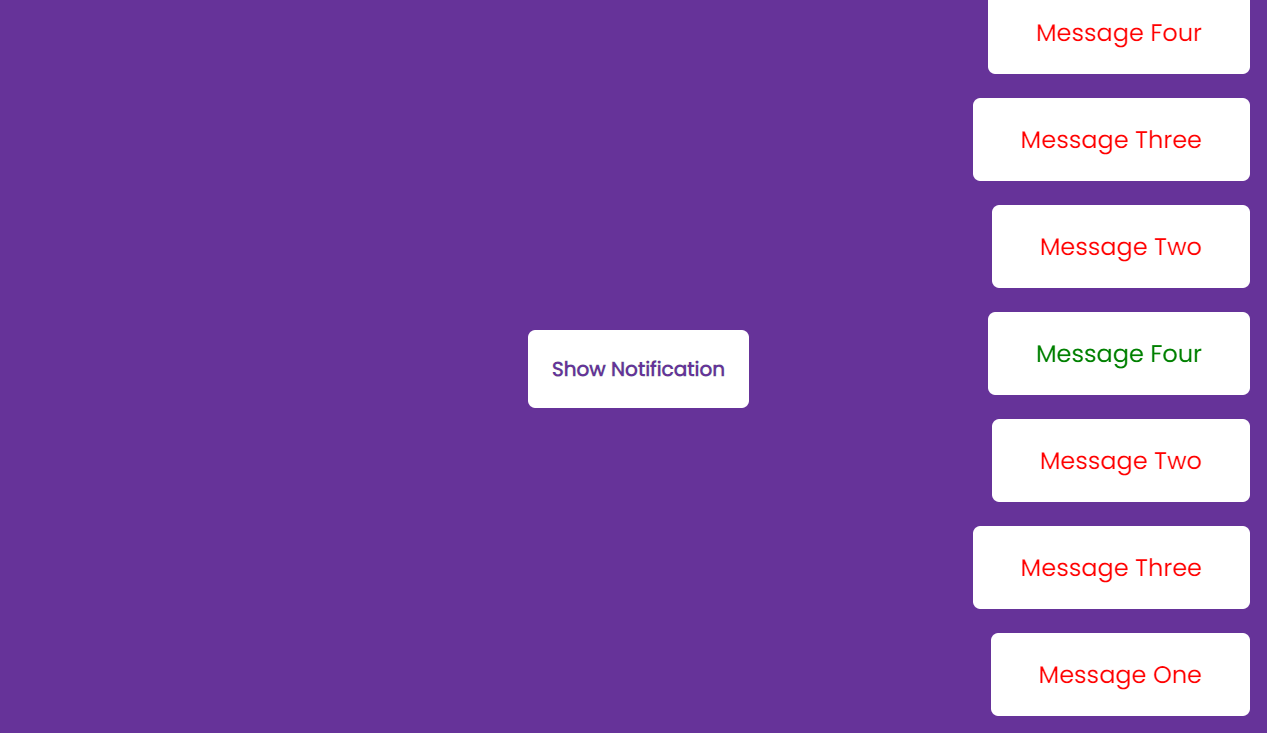 Message Four
Message Three
Message Two
Message Four
Show Notification
Message Two
Message Three
Message One